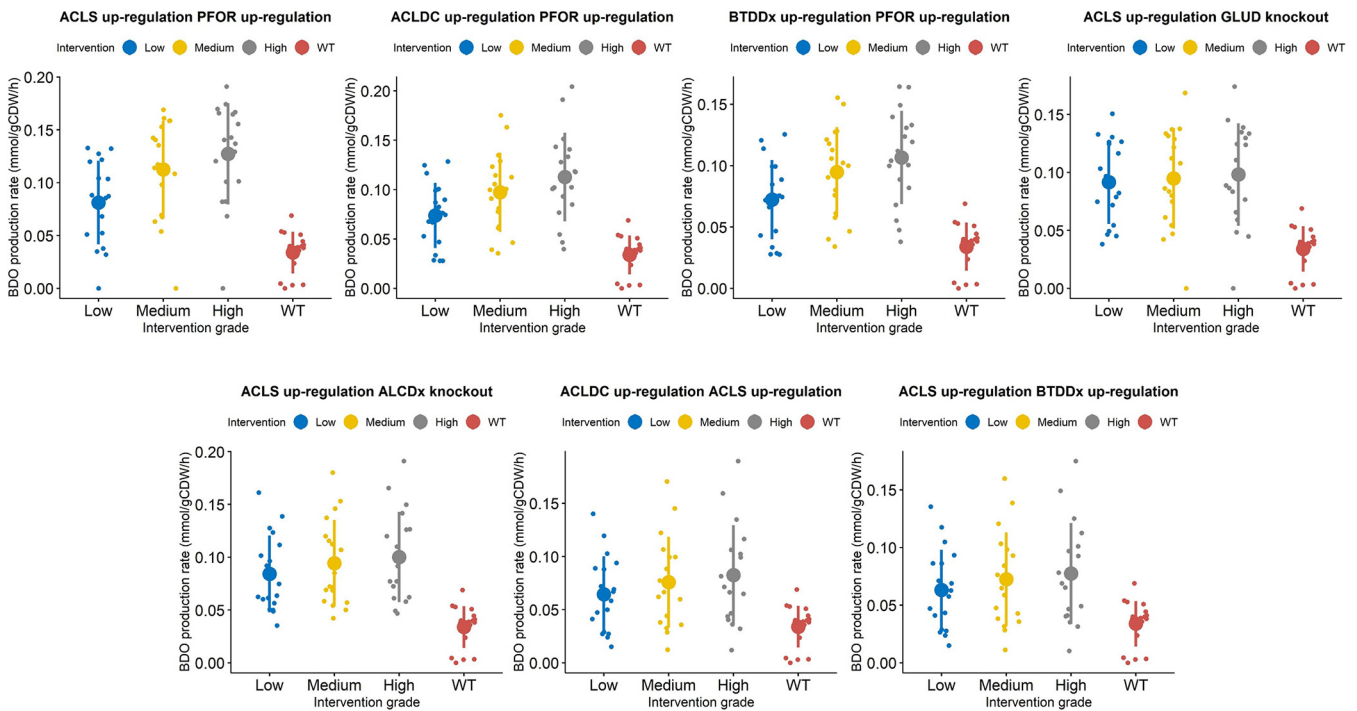 ACLS up-regulation PFOR up-regulation
Intervention Low Medium High WT
BDO production rate (mmol/gCDW/h)
0.20
0.15
0.10
0.05
0.00
Low Medium High WT
Intervention grade
ACLDC up-regulation PFOR up-regulation
Intervention Low Medium High WT
BDO production rate (mmol/gCDW/h)
0.20
0.15
0.10
0.05
0.00
Low Medium High WT
Intervention grade
BTDDx up-regulation PFOR up-regulation
Intervention Low Medium High WT
BDO production rate (mmol/gCDW/h)
0.15
0.10
0.05
0.00
Low Medium High WT
Intervention grade
ACLS up-regulation GLUD knockout
Intervention Low Medium High WT
BDO production rate (mmol/gCDW/h)
0.15
0.10
0.05
0.00
Low Medium High WT
Intervention grade
ACLS up-regulation ALCDx knockout
Intervention Low Medium High WT
BDO production rate (mmol/gCDW/h)
0.20
0.15
0.10
0.05
0.00
Low Medium High WT
Intervention grade
ACLDC up-regulation ACLS up-regulation
Intervention Low Medium High WT
BDO production rate (mmol/gCDW/h)
0.15
0.10
0.05
0.00
Low Medium High WT
Intervention grade
ACLS up-regulation BTDDx up-regulation
Intervention Low Medium High WT
BDO production rate (mmol/gCDW/h)
0.15
0.10
0.05
0.00
Low Medium High WT
Intervention grade